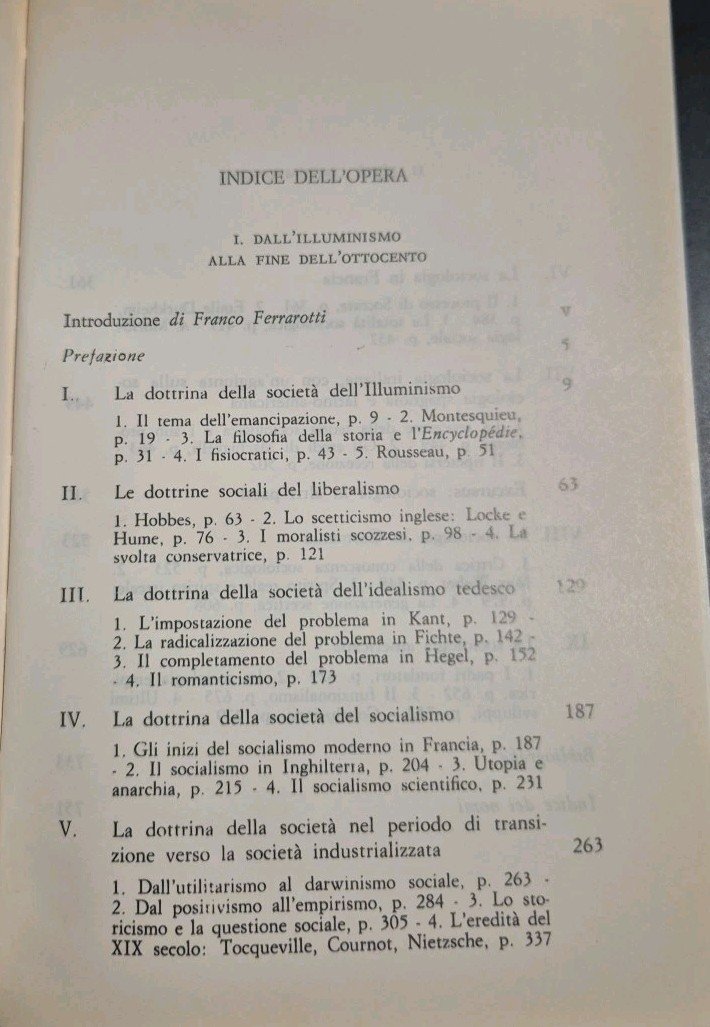 INDICE DELL'OPERA
I. DALL'ILLUMINISMO
ALLA FINE DELL'OTTOCENTO
Introduzione di Franco Ferrarotti V
Prefazione 5
I. La dottrina della società dell'Illuminismo 9
1. Il tema dell'emancipazione, p. 9 - 2. Montesquieu,
p. 19 - 3. La filosofia della storia e l'Encyclopédie,
p. 31 - 4. I fisiocratici, p. 43 - 5. Rousseau, p. 51
II. Le dottrine sociali del liberalismo 63
1. Hobbes, p. 63 - 2. Lo scetticismo inglese: Locke e
Hume, p. 76 - 3. I moralisti scozzesi, p. 98 - 4. La
svolta conservatrice, p. 121
III. La dottrina della società dell'idealismo tedesco 129
1. L'impostazione del problema in Kant, p. 129 -
2. La radicalizzazione del problema in Fichte, p. 142 -
3. Il completamento del problema in Hegel, p. 152
- 4. Il romanticismo, p. 173
IV. La dottrina della società del socialismo 187
1. Gli inizi del socialismo moderno in Francia, p. 187
- 2. Il socialismo in Inghilterra, p. 204 - 3. Utopia e
anarchia, p. 215 - 4. Il socialismo scientifico, p. 231
V. La dottrina della società nel periodo di transi-
zione verso la società industrializzata 263
1. Dall'utilitarismo al darwinismo sociale, p. 263 -
2. Dal positivismo all'empirismo, p. 284 - 3. Lo sto-
ricismo e la questione sociale, p. 305 - 4. L'eredità del
XIX secolo: Tocqueville, Cournot, Nietzsche, p. 337